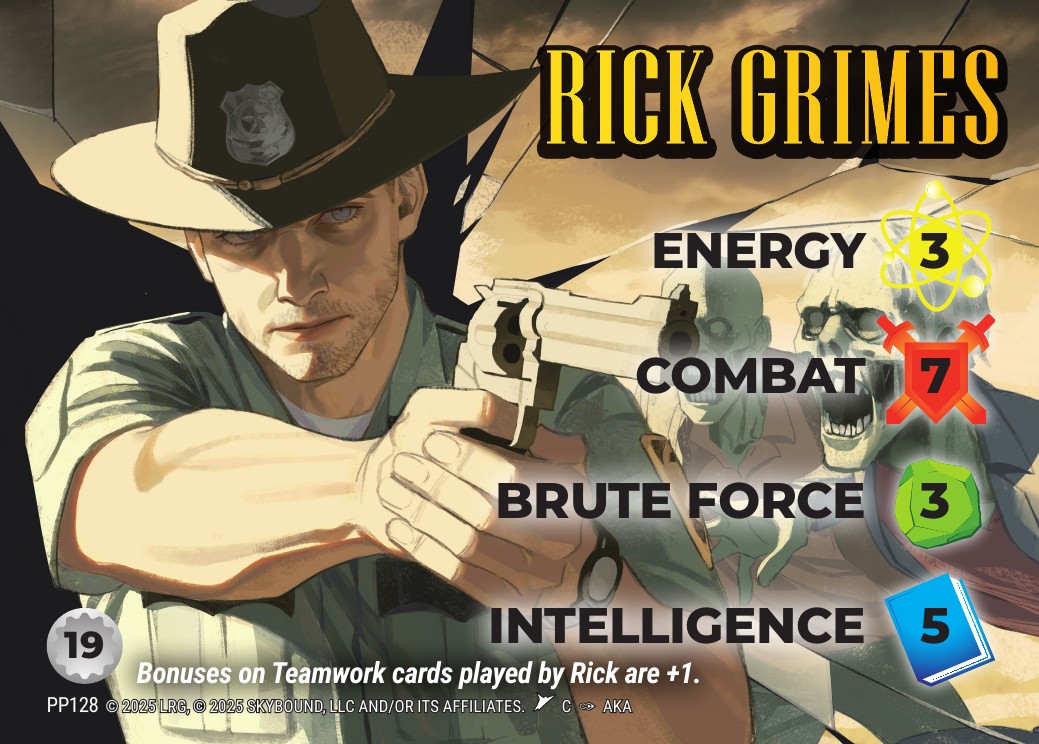 RICK GRIMES
ENERGY 3
COMBAT 7
BRUTE FORCE 3
INTELLIGENCE 5
19
Bonuses on Teamwork cards played by Rick are +1.
PP128 © 2025 LRG, © 2025 SKYBOUND, LLC AND/OR ITS AFFILIATES. C AKA